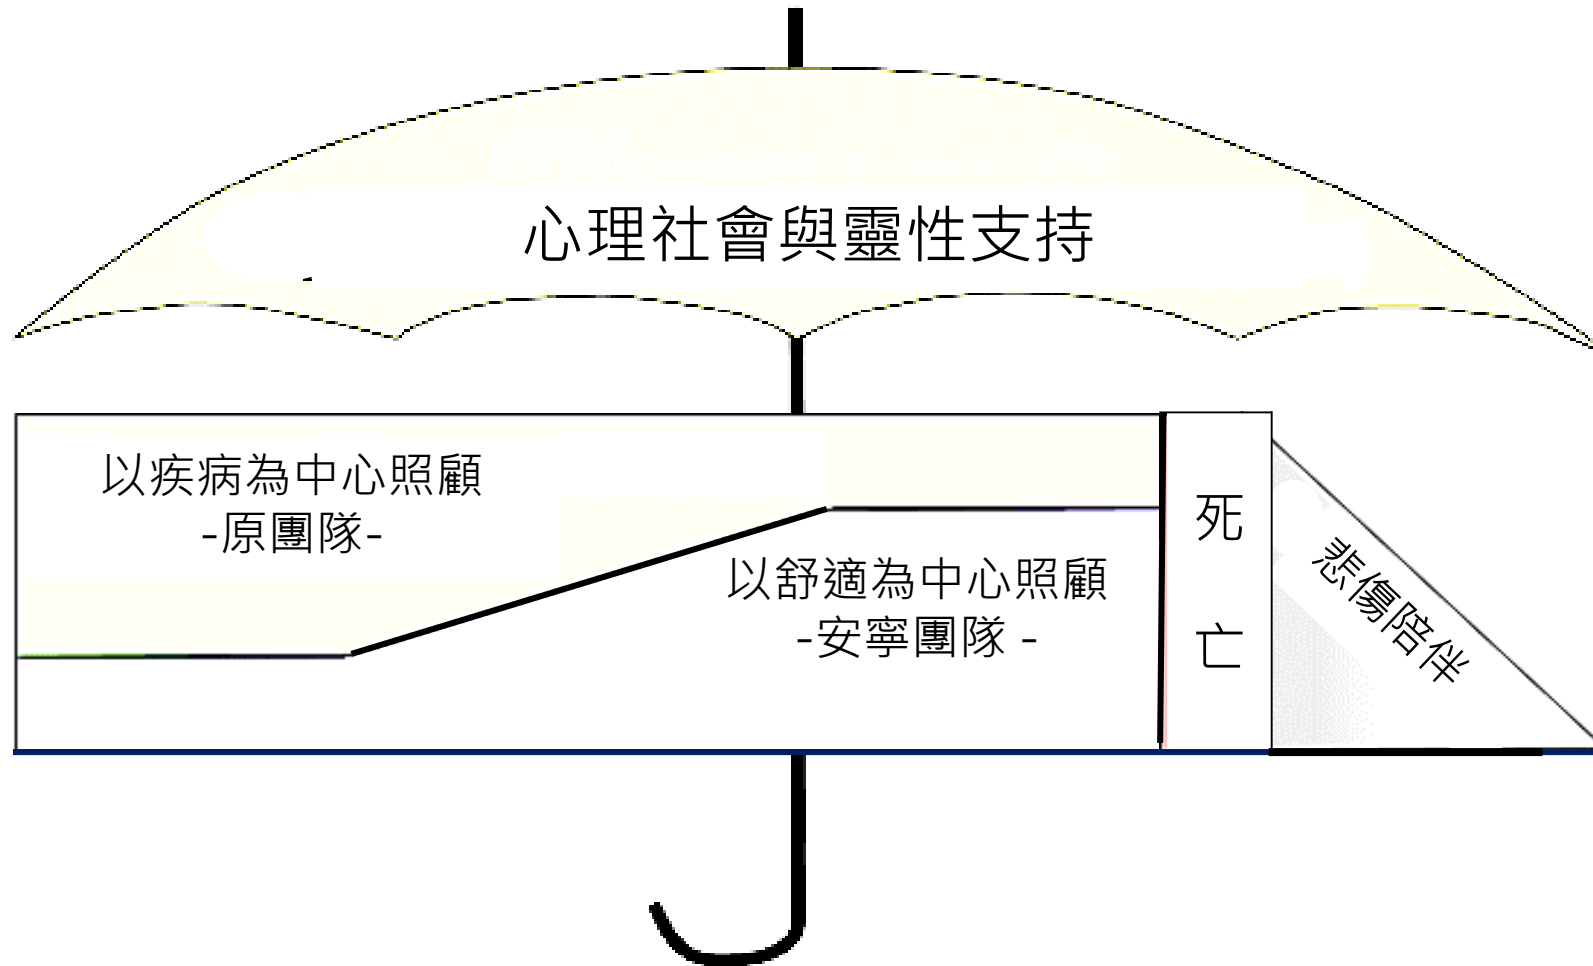 心理社會與靈性支持
以疾病為中心照顧
-原團隊-
以舒適為中心照顧
-安寧團隊 -
死
亡
悲傷陪伴